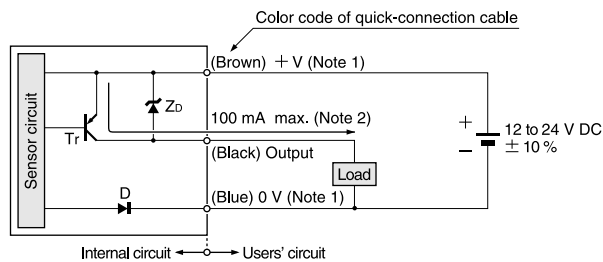 Color code of quick-connection cable
(Brown) + V (Note 1)
Sensor circuit
Tr
ZD
100 mA max. (Note 2)
(Black) Output
+
−
12 to 24 V DC
± 10 %
Load
D
(Blue) 0 V (Note 1)
Internal circuit
Users' circuit